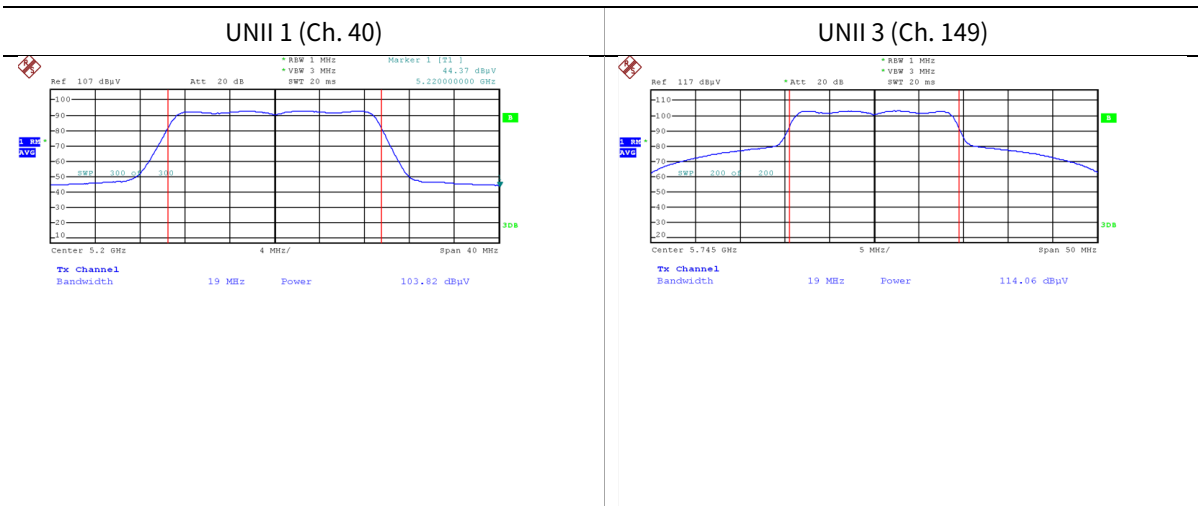 UNII 1 (Ch. 40)
R S
* RBW 1 MHz Marker 1 [T1 ]
* VBW 3 MHz 44.37 dBµV
Ref 107 dBµV Att 20 dB SWT 20 ms 5.220000000 GHz
100
90
B
80
1 RM *
AVG
70
60
SWP 300 of 300
50
1
40
30
20
3DB
10
Center 5.2 GHz 4 MHz/ Span 40 MHz
Tx Channel
Bandwidth 19 MHz Power 103.82 dBµV
UNII 3 (Ch. 149)
R S
* RBW 1 MHz
* VBW 3 MHz
Ref 117 dBµV * Att 20 dB SWT 20 ms
110
100
B
90
1 RM *
AVG
80
70
SWP 200 of 200
60
50
40
30
3DB
20
Center 5.745 GHz 5 MHz/ Span 50 MHz
Tx Channel
Bandwidth 19 MHz Power 114.06 dBµV